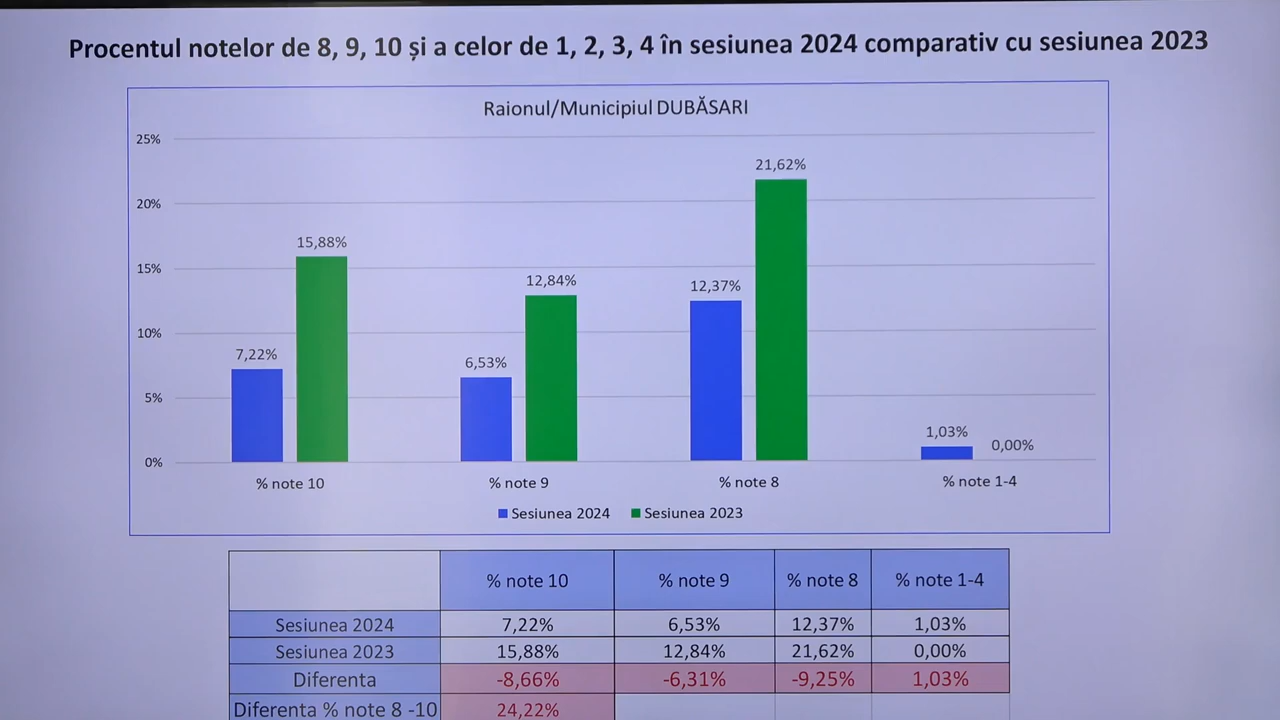 Procentul notelor de 8, 9, 10 și a celor de 1, 2, 3, 4 în sesiunea 2024 comparativ cu sesiunea 2023
Raionul/Municipiul DUBĂSARI
25%
20%
15%
10%
5%
0%
7,22%
15,88%
6,53%
12,84%
12,37%
21,62%
1,03%
0,00%
% note 10
% note 9
% note 8
% note 1-4
Sesiunea 2024
Sesiunea 2023
% note 10 % note 9 % note 8 % note 1-4
Sesiunea 2024 7,22% 6,53% 12,37% 1,03%
Sesiunea 2023 15,88% 12,84% 21,62% 0,00%
Diferenta -8,66% -6,31% -9,25% 1,03%
Diferenta % note 8 -10 24,22%